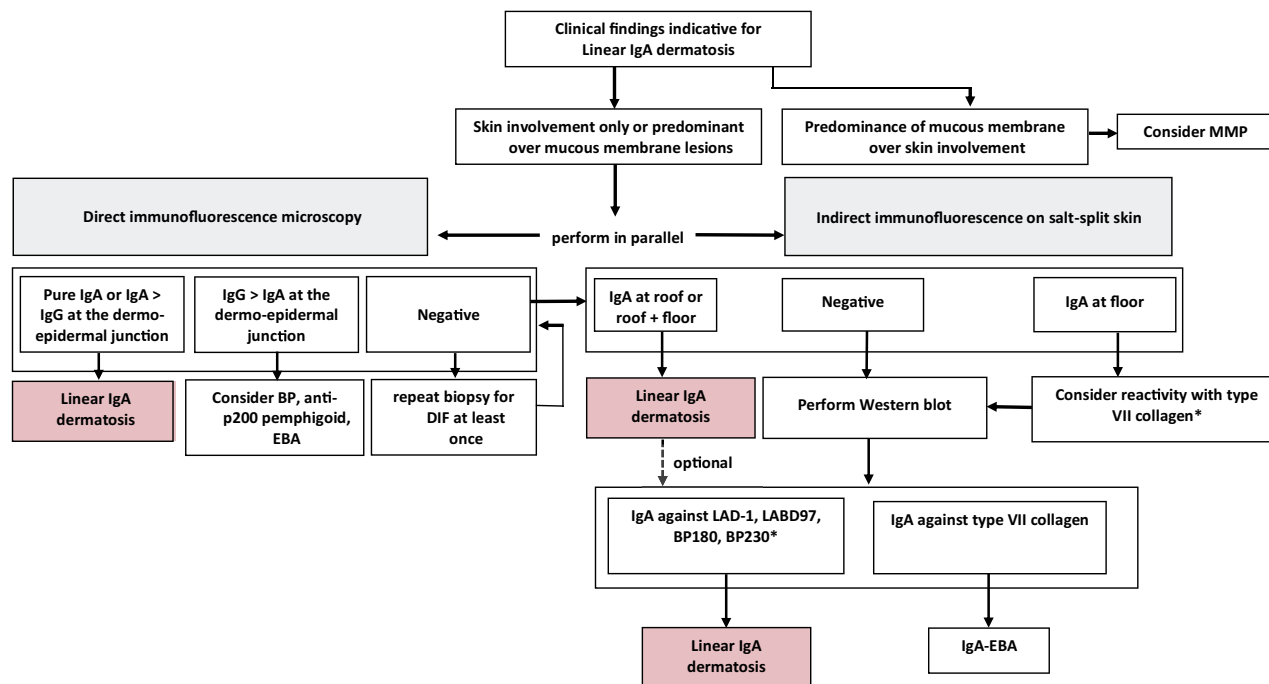 Clinical findings indicative for
Linear IgA dermatosis
Skin involvement only or predominant
over mucous membrane lesions
Predominance of mucous membrane
over skin involvement
Consider MMP
Direct immunofluorescence microscopy
perform in parallel
Indirect immunofluorescence on salt-split skin
Pure IgA or IgA >
IgG at the dermo-
epidermal junction
IgG > IgA at the
dermo-epidermal
junction
Negative
IgA at roof or
roof + floor
Negative
IgA at floor
Linear IgA
dermatosis
Consider BP, anti-
p200 pemphigoid,
EBA
repeat biopsy for
DIF at least
once
Linear IgA
dermatosis
Perform Western blot
Consider reactivity with type
VII collagen*
optional
IgA against LAD-1, LABD97,
BP180, BP230*
IgA against type VII collagen
Linear IgA
dermatosis
IgA-EBA